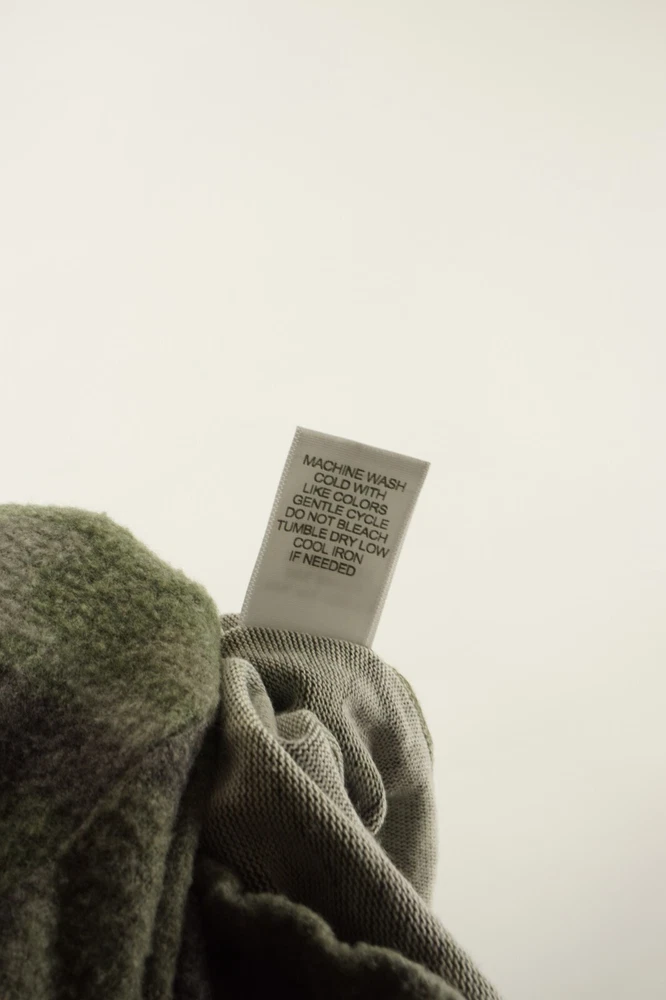 MACHINE WASH
COLD WITH
LIKE COLORS
GENTLE CYCLE
DO NOT BLEACH
TUMBLE DRY LOW
COOL IRON
IF NEEDED